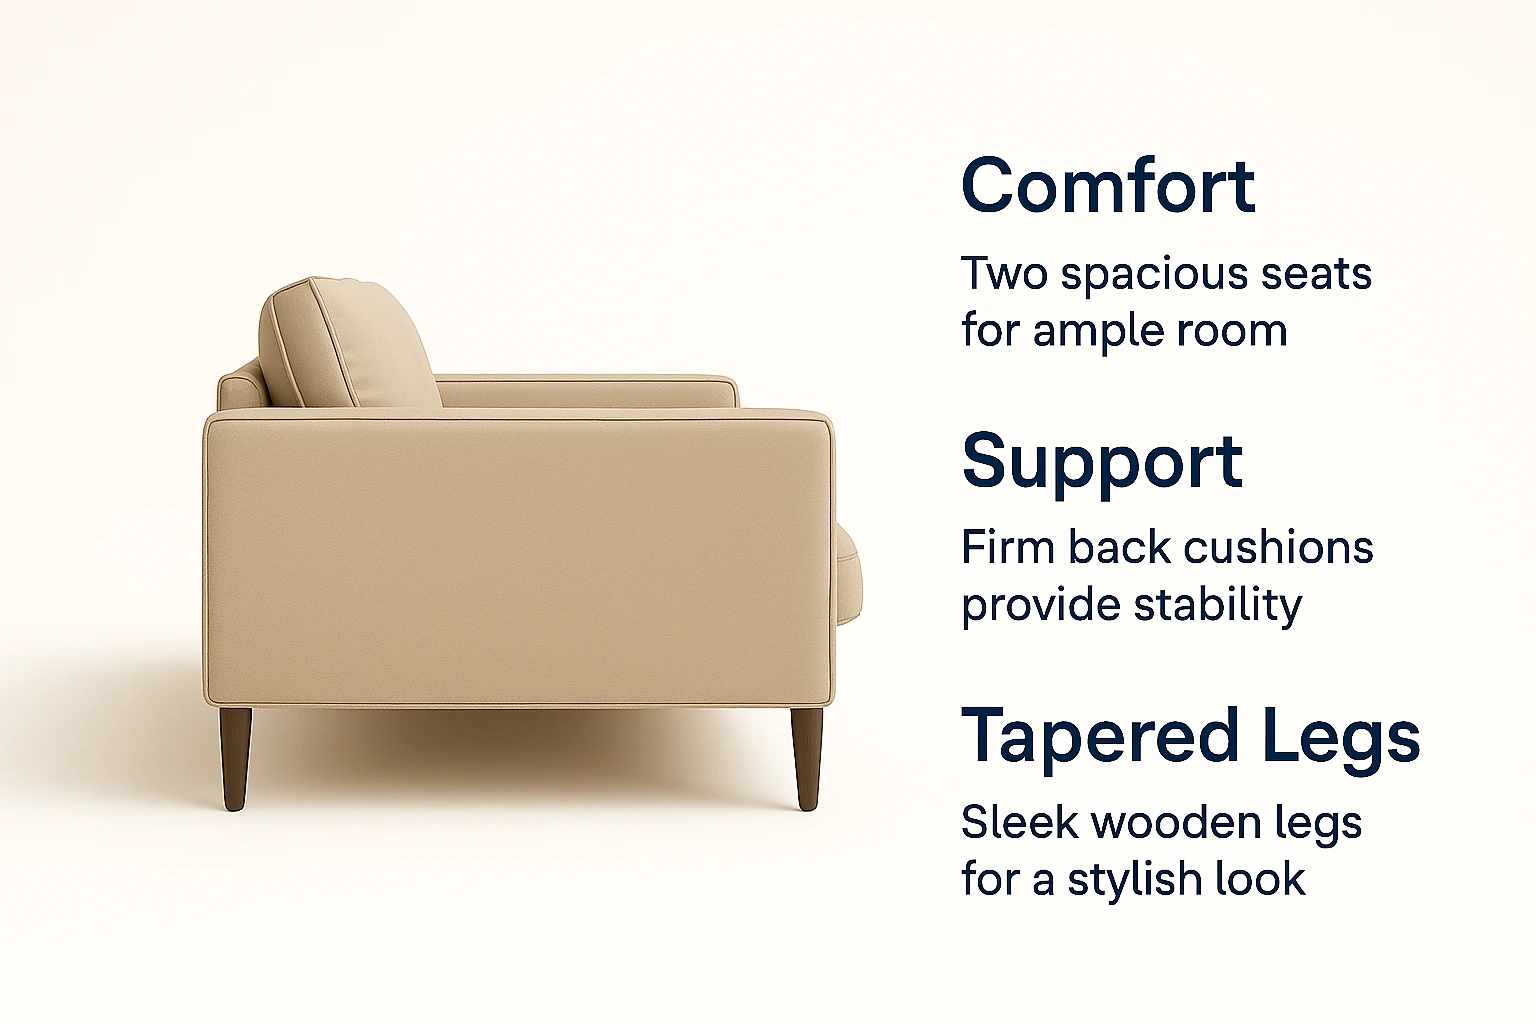 Comfort
Two spacious seats
for ample room
Support
Firm back cushions
provide stability
Tapered Legs
Sleek wooden legs
for a stylish look